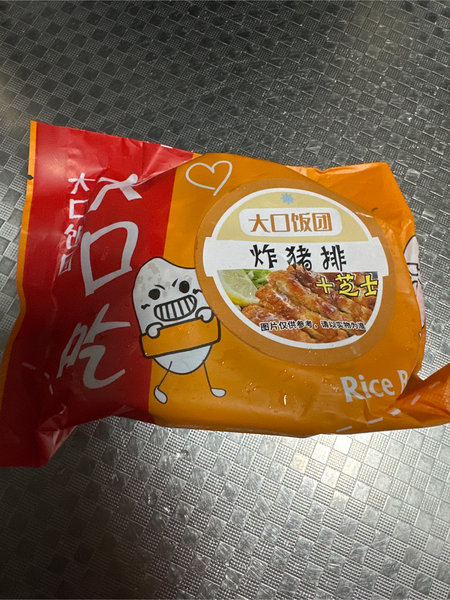 大口饭团
大口吃
大口饭团
炸猪排
+芝士
图片仅供参考，请以实物为准
Rice B